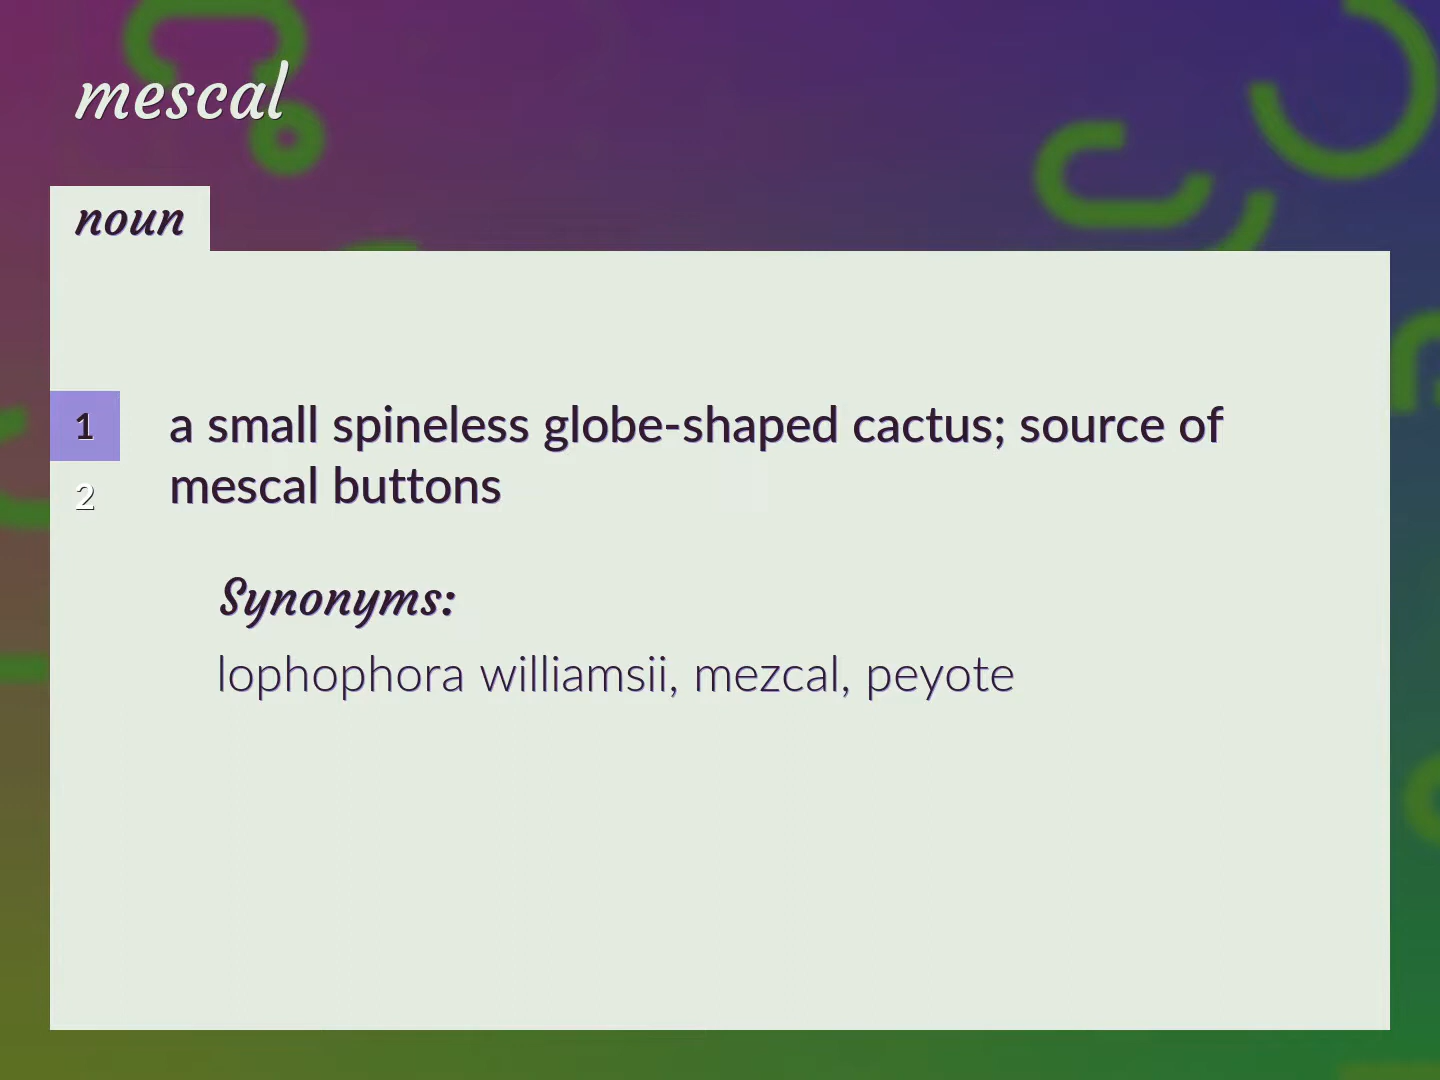 mescal
noun
1
a small spineless globe-shaped cactus; source of
mescal buttons
2
Synonyms:
lophophora williamsii, mezcal, peyote